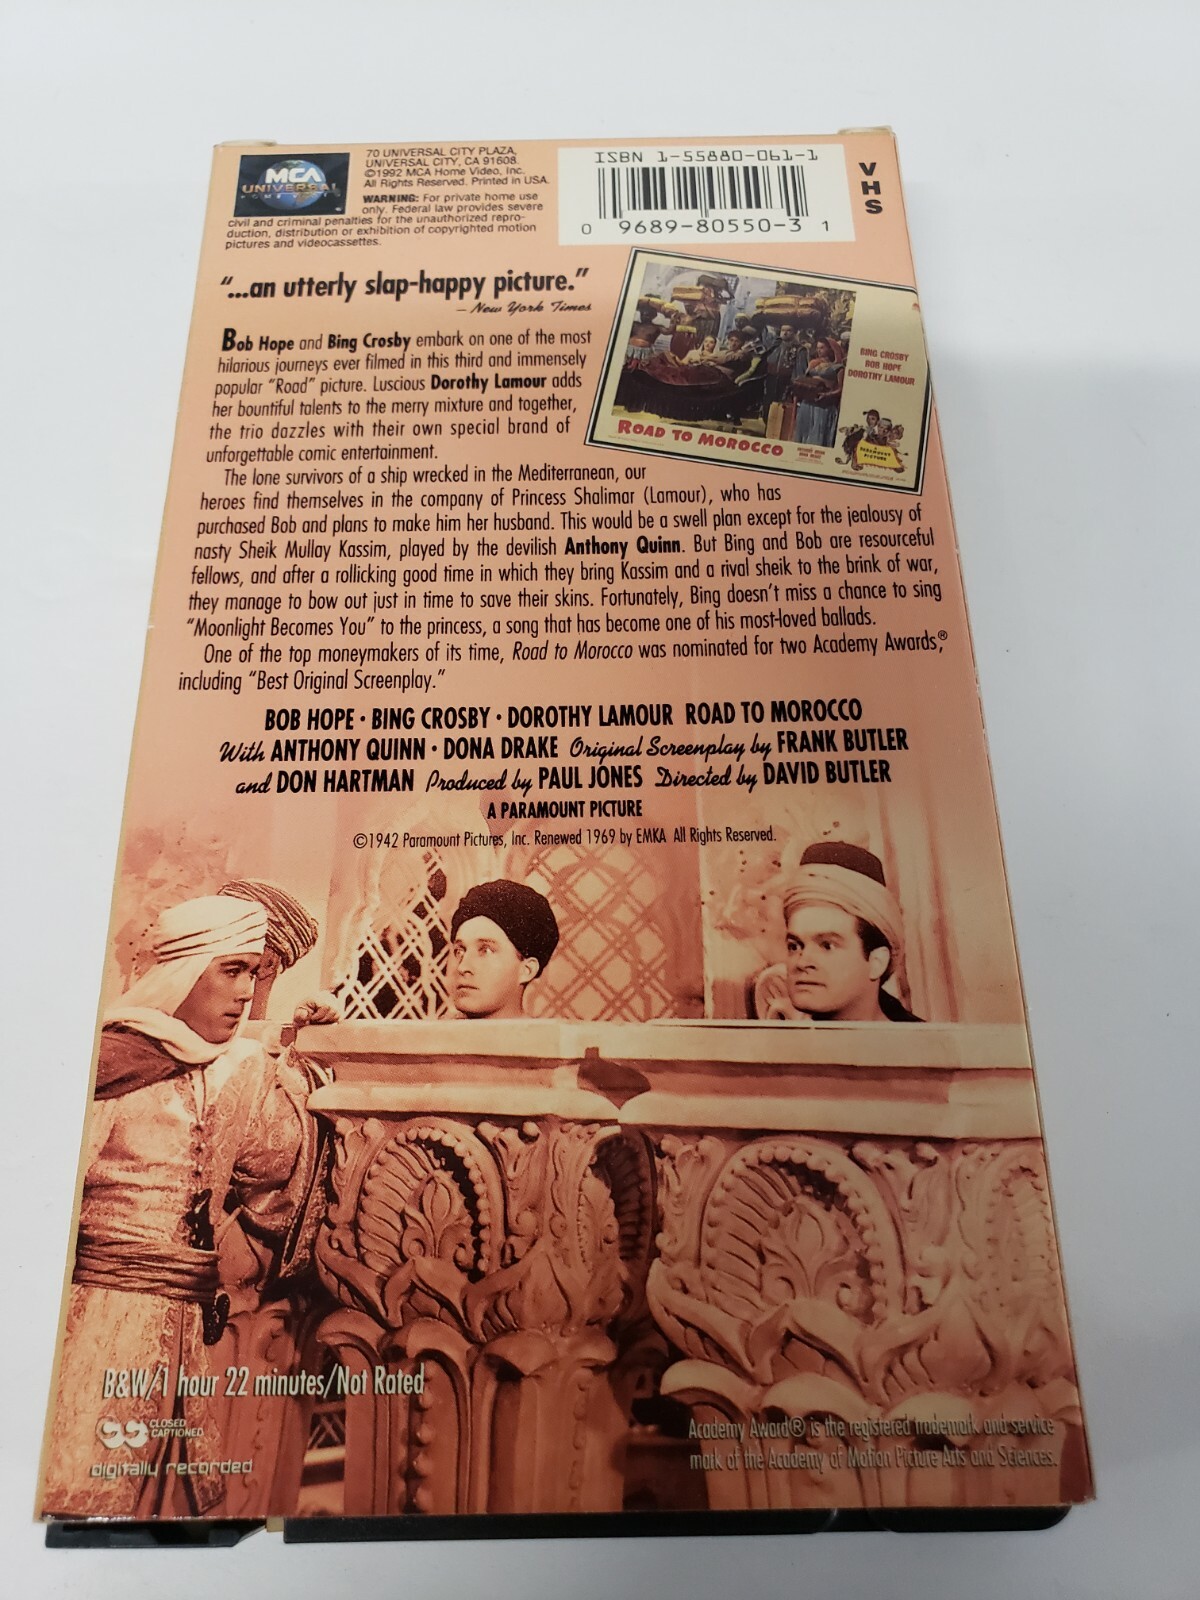 MCA
UNIVERSAL
HOME VIDEO
70 UNIVERSAL CITY PLAZA,
UNIVERSAL CITY, CA 91608.
©1992 MCA Home Video, Inc.
All Rights Reserved. Printed in USA.
WARNING: For private home use
only. Federal law provides severe
civil and criminal penalties for the unauthorized repro-
duction, distribution or exhibition of copyrighted motion
pictures and videocassettes.
ISBN 1-55880-061-1
0 9689-80550-3 1
VHS
"...an utterly slap-happy picture."
– New York Times
Bob Hope and Bing Crosby embark on one of the most
hilarious journeys ever filmed in this third and immensely
popular "Road" picture. Luscious Dorothy Lamour adds
her bountiful talents to the merry mixture and together,
the trio dazzles with their own special brand of
unforgettable comic entertainment.
BING CROSBY
BOB HOPE
DOROTHY LAMOUR
ROAD TO MOROCCO
A
PARAMOUNT
PICTURE
The lone survivors of a ship wrecked in the Mediterranean, our
heroes find themselves in the company of Princess Shalimar (Lamour), who has
purchased Bob and plans to make him her husband. This would be a swell plan except for the jealousy of
nasty Sheik Mullay Kassim, played by the devilish Anthony Quinn. But Bing and Bob are resourceful
fellows, and after a rollicking good time in which they bring Kassim and a rival sheik to the brink of war,
they manage to bow out just in time to save their skins. Fortunately, Bing doesn't miss a chance to sing
"Moonlight Becomes You" to the princess, a song that has become one of his most-loved ballads.
One of the top moneymakers of its time, Road to Morocco was nominated for two Academy Awards,®
including "Best Original Screenplay."
BOB HOPE · BING CROSBY · DOROTHY LAMOUR ROAD TO MOROCCO
With ANTHONY QUINN · DONA DRAKE Original Screenplay by FRANK BUTLER
and DON HARTMAN Produced by PAUL JONES Directed by DAVID BUTLER
A PARAMOUNT PICTURE
©1942 Paramount Pictures, Inc. Renewed 1969 by EMKA All Rights Reserved.
B&W/1 hour 22 minutes/Not Rated
CLOSED
CAPTIONED
digitally recorded
Academy Award® is the registered trademark and service
mark of the Academy of Motion Picture Arts and Sciences.